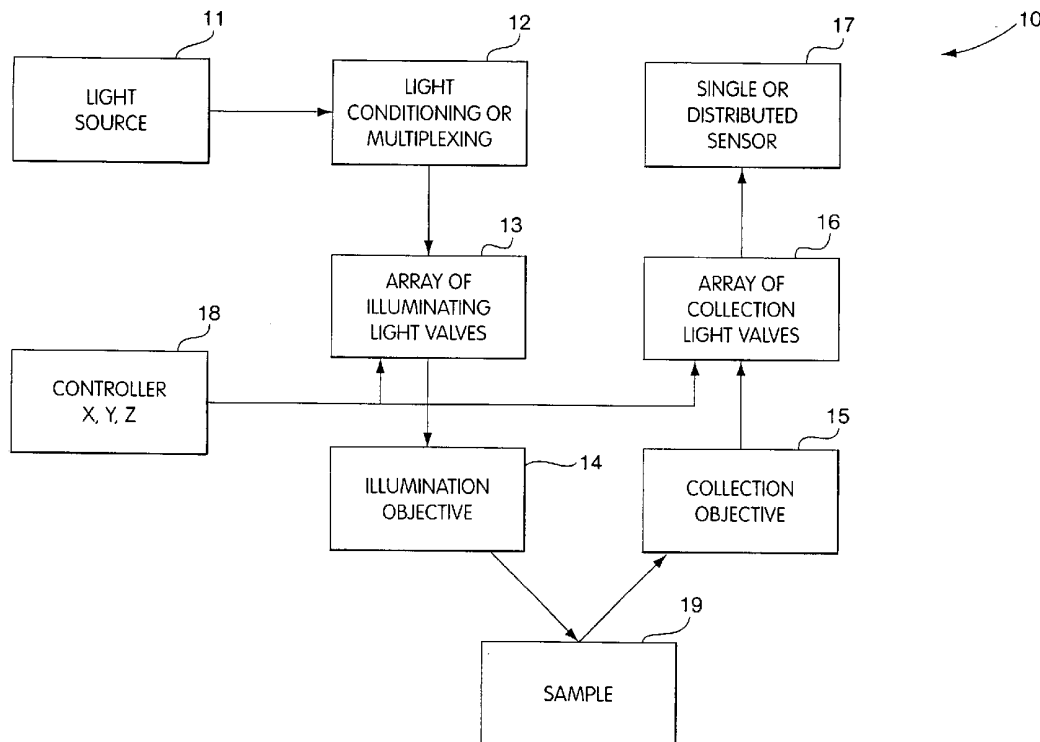 10
11
LIGHT
SOURCE
12
LIGHT
CONDITIONING OR
MULTIPLEXING
17
SINGLE OR
DISTRIBUTED
SENSOR
13
ARRAY OF
ILLUMINATING
LIGHT VALVES
16
ARRAY OF
COLLECTION
LIGHT VALVES
18
CONTROLLER
X, Y, Z
14
ILLUMINATION
OBJECTIVE
15
COLLECTION
OBJECTIVE
19
SAMPLE